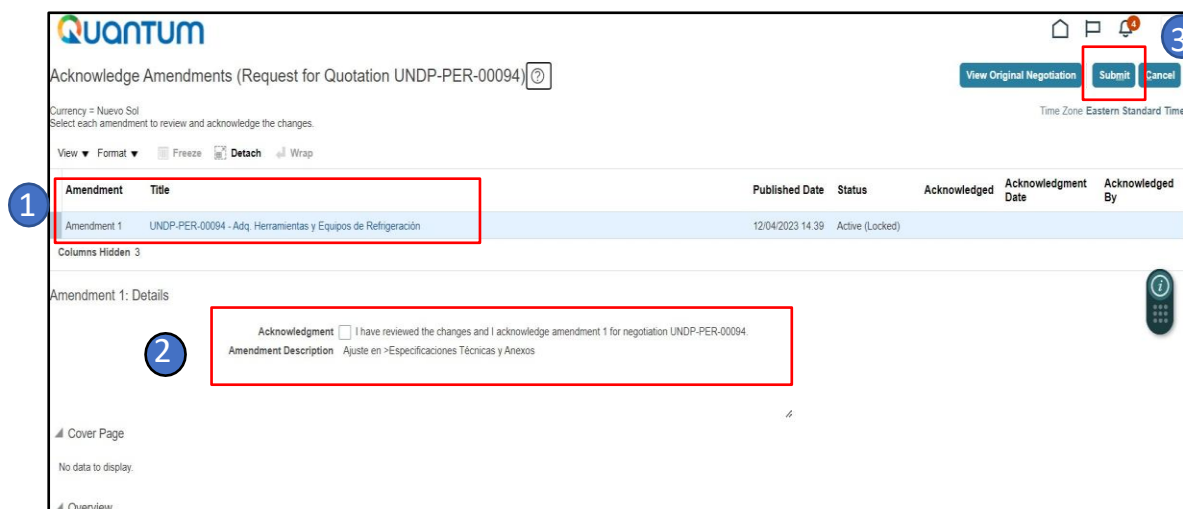 QUANTUM
4
3
Acknowledge Amendments (Request for Quotation UNDP-PER-00094) ?
View Original Negotiation Submit Cancel
Currency = Nuevo Sol
Time Zone Eastern Standard Time
Select each amendment to review and acknowledge the changes.
View Format Freeze Detach Wrap
1
Amendment Title Published Date Status Acknowledged Acknowledgment Date Acknowledged By
Amendment 1 UNDP-PER-00094 - Adq. Herramientas y Equipos de Refrigeración 12/04/2023 14.39 Active (Locked)
Columns Hidden 3
Amendment 1: Details
i
2
Acknowledgment I have reviewed the changes and I acknowledge amendment 1 for negotiation UNDP-PER-00094.
Amendment Description Ajuste en >Especificaciones Técnicas y Anexos
Cover Page
No data to display.
Overview